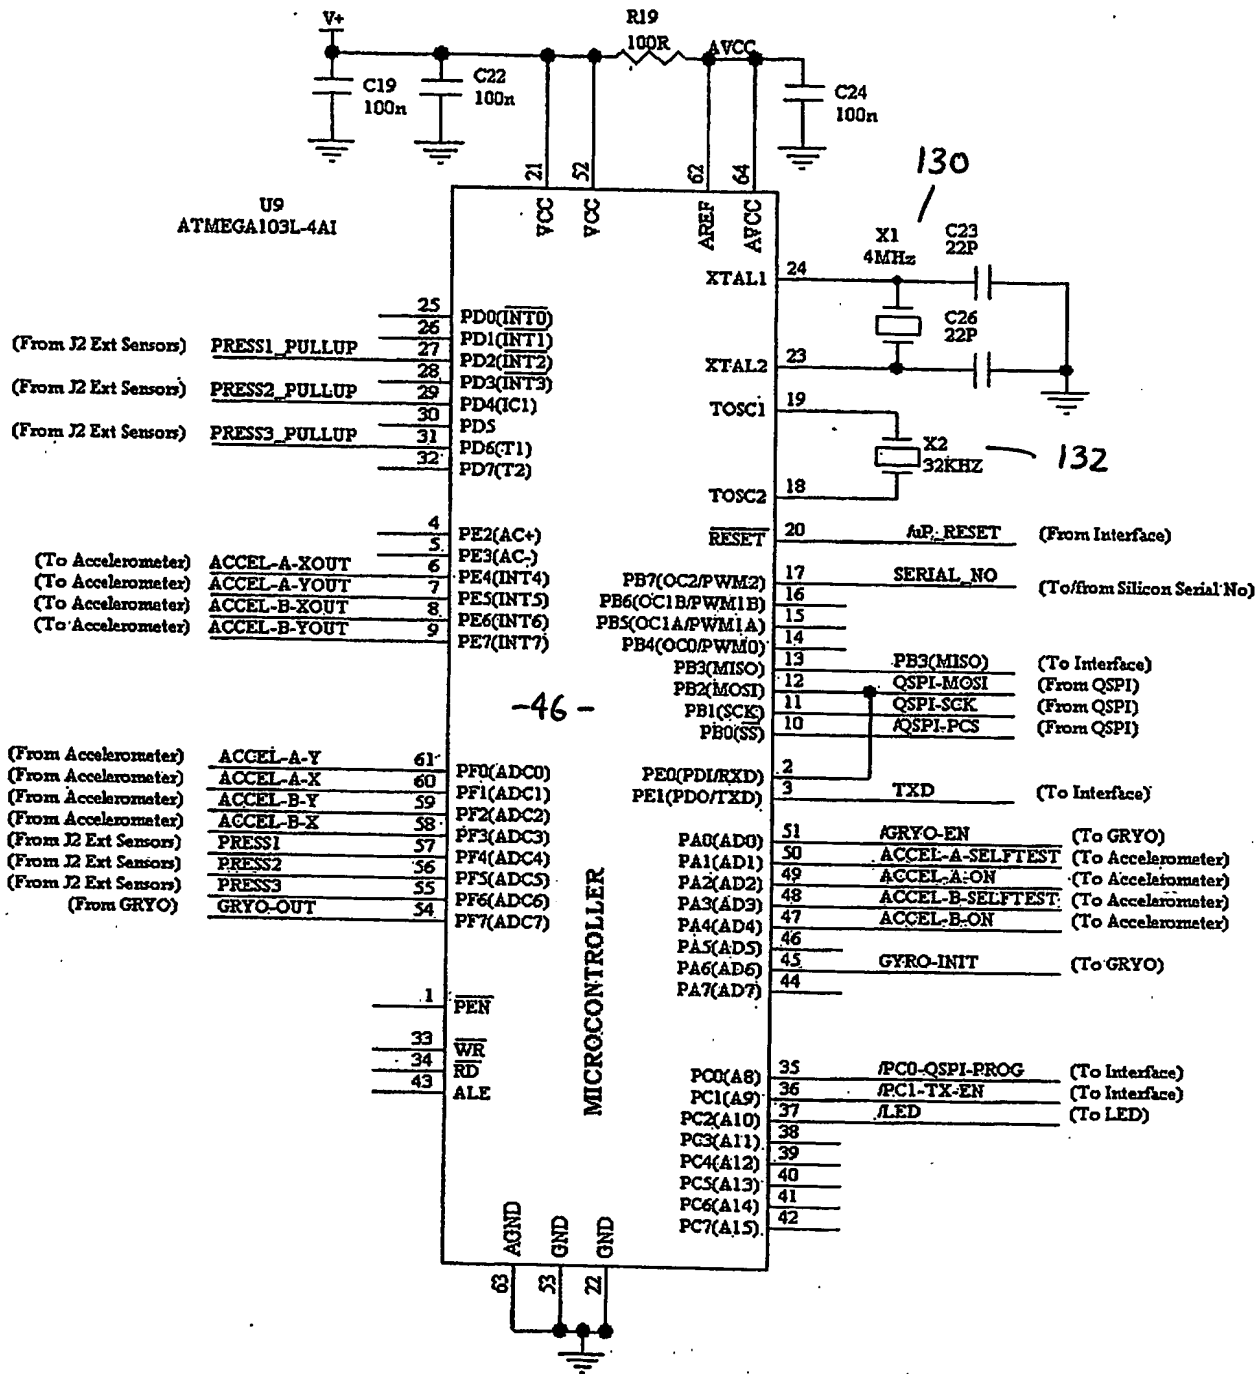 V+
R19
100R
AVCC
C19
100n
C22
100n
C24
100n
21
52
62
64
VCC
VCC
AREF
AVCC
130
U9
ATMEGA103L-4AI
X1
4MHz
C23
22P
XTAL1 24
C26
22P
XTAL2 23
TOSC1 19
X2
32KHZ
132
TOSC2 18
25 PD0(INT0)
26 PD1(INT1)
(From J2 Ext Sensors) PRESS1_PULLUP 27 PD2(INT2)
28 PD3(INT3)
(From J2 Ext Sensors) PRESS2_PULLUP 29 PD4(IC1)
30 PD5
(From J2 Ext Sensors) PRESS3_PULLUP 31 PD6(T1)
32 PD7(T2)
4 PE2(AC+)
5 PE3(AC-)
(To Accelerometer) ACCEL-A-XOUT 6 PE4(INT4)
(To Accelerometer) ACCEL-A-YOUT 7 PE5(INT5)
(To Accelerometer) ACCEL-B-XOUT 8 PE6(INT6)
(To Accelerometer) ACCEL-B-YOUT 9 PE7(INT7)
RESET 20 /uP_RESET (From Interface)
PB7(OC2/PWM2) 17 SERIAL_NO (To/from Silicon Serial No)
PB6(OC1B/PWM1B) 16
PB5(OC1A/PWM1A) 15
PB4(OC0/PWM0) 14
PB3(MISO) 13 PB3(MISO) (To Interface)
PB2(MOSI) 12 QSPI-MOSI (From QSPI)
PB1(SCK) 11 QSPI-SCK (From QSPI)
PB0(SS) 10 /QSPI-PCS (From QSPI)
-46-
(From Accelerometer) ACCEL-A-Y 61 PF0(ADC0)
(From Accelerometer) ACCEL-A-X 60 PF1(ADC1)
(From Accelerometer) ACCEL-B-Y 59 PF2(ADC2)
(From Accelerometer) ACCEL-B-X 58 PF3(ADC3)
(From J2 Ext Sensors) PRESS1 57 PF4(ADC4)
(From J2 Ext Sensors) PRESS2 56 PF5(ADC5)
(From J2 Ext Sensors) PRESS3 55 PF6(ADC6)
(From GRYO) GRYO-OUT 54 PF7(ADC7)
PE0(PDI/RXD) 2
PE1(PDO/TXD) 3 TXD (To Interface)
PA0(AD0) 51 /GRYO-EN (To GRYO)
PA1(AD1) 50 ACCEL-A-SELFTEST (To Accelerometer)
PA2(AD2) 49 ACCEL-A-ON (To Accelerometer)
PA3(AD3) 48 ACCEL-B-SELFTEST (To Accelerometer)
PA4(AD4) 47 ACCEL-B-ON (To Accelerometer)
PA5(AD5) 46
PA6(AD6) 45 GYRO-INIT (To GRYO)
PA7(AD7) 44
MICROCONTROLLER
1 PEN
33 WR
34 RD
43 ALE
PC0(A8) 35 /PC0-QSPI-PROG (To Interface)
PC1(A9) 36 /PC1-TX-EN (To Interface)
PC2(A10) 37 /LED (To LED)
PC3(A11) 38
PC4(A12) 39
PC5(A13) 40
PC6(A14) 41
PC7(A15) 42
AGND
GND
GND
63
53
22